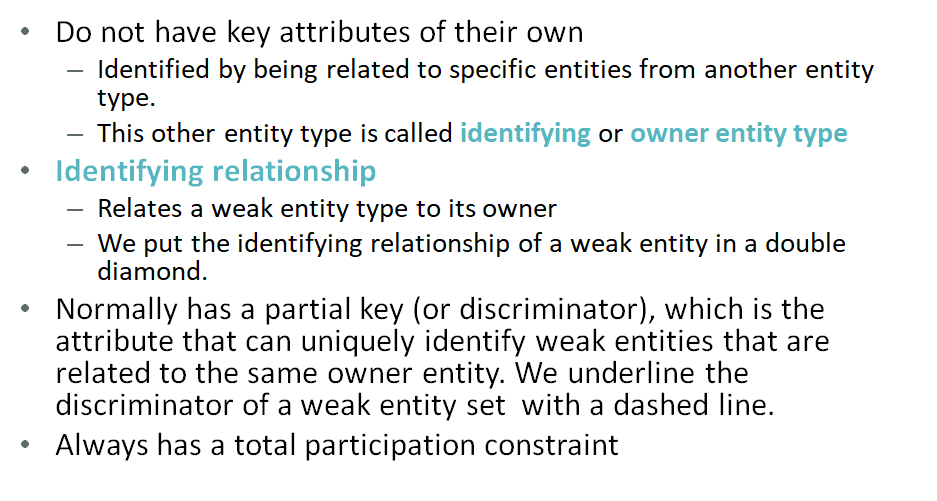 • Do not have key attributes of their own
– Identified by being related to specific entities from another entity
type.
– This other entity type is called identifying or owner entity type
• Identifying relationship
– Relates a weak entity type to its owner
– We put the identifying relationship of a weak entity in a double
diamond.
• Normally has a partial key (or discriminator), which is the
attribute that can uniquely identify weak entities that are
related to the same owner entity. We underline the
discriminator of a weak entity set with a dashed line.
• Always has a total participation constraint